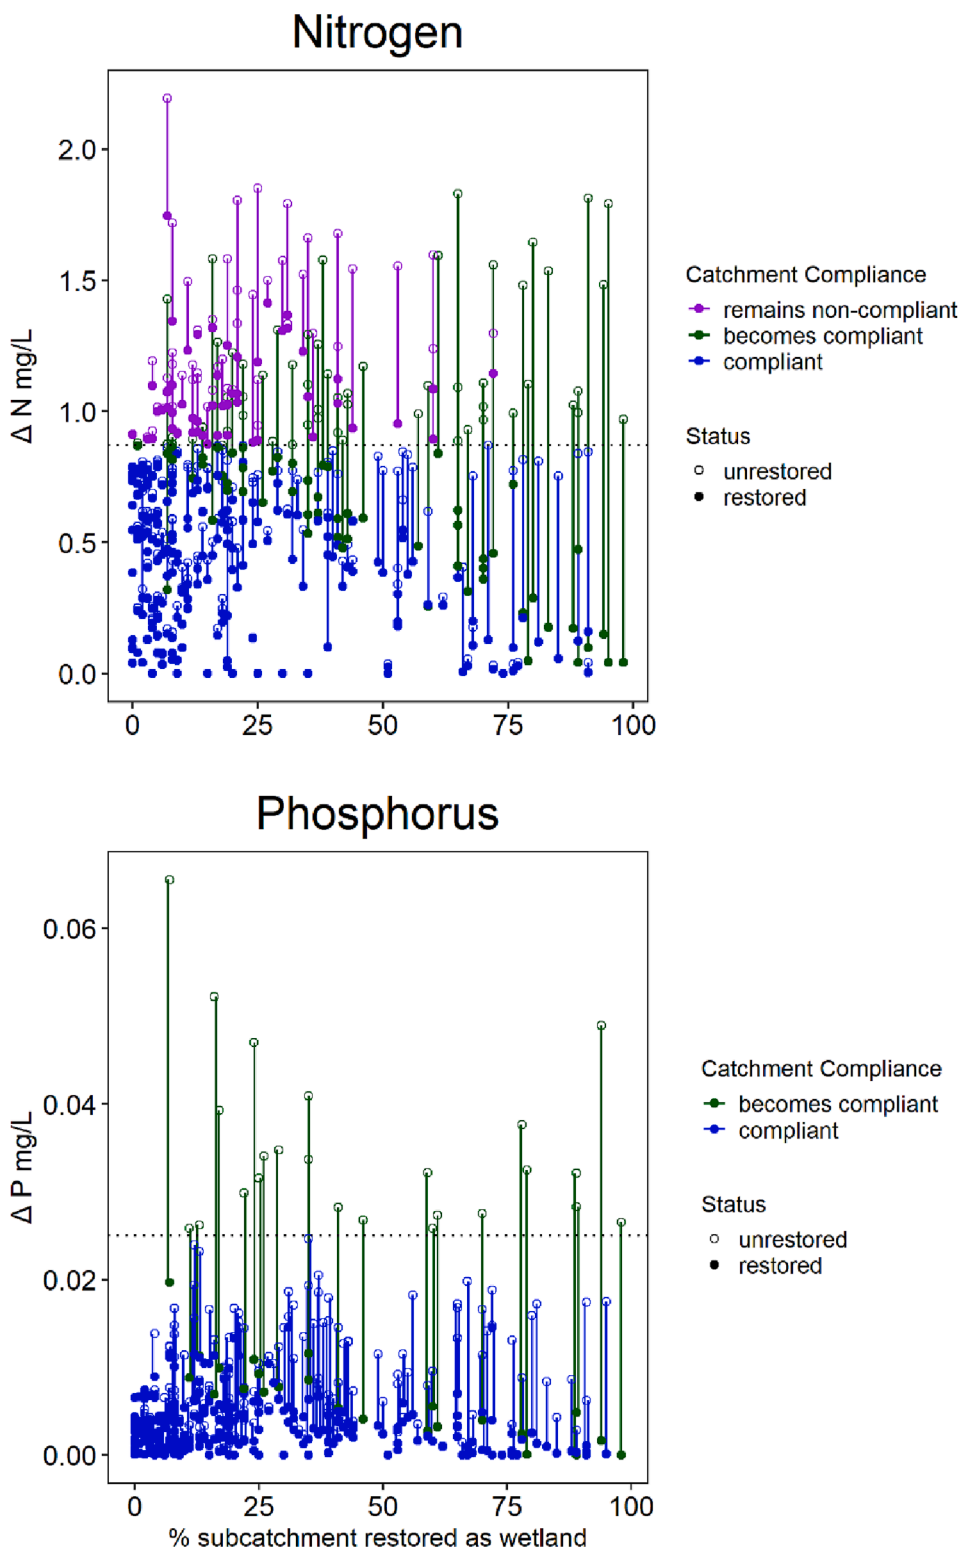 Nitrogen
Δ N mg/L
2.0
1.5
1.0
0.5
0.0
0 25 50 75 100
Catchment Compliance
remains non-compliant
becomes compliant
compliant
Status
unrestored
restored
Phosphorus
Δ P mg/L
0.06
0.04
0.02
0.00
0 25 50 75 100
% subcatchment restored as wetland
Catchment Compliance
becomes compliant
compliant
Status
unrestored
restored